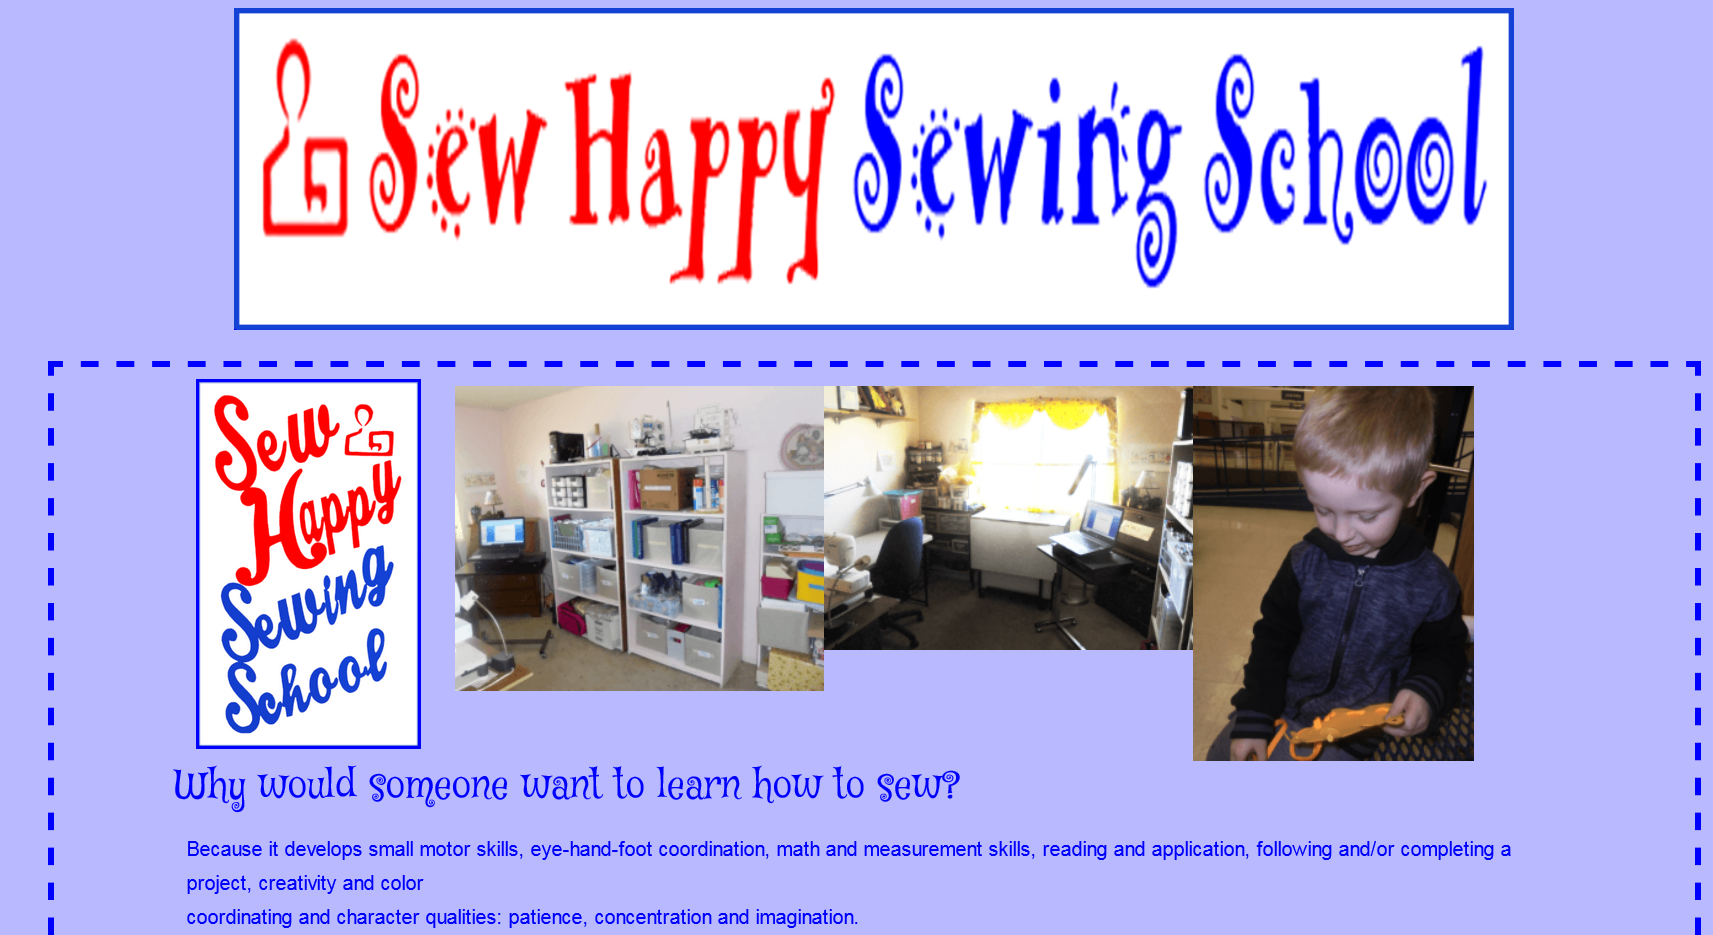 Sew Happy Sewing School
Sew
Happy
Sewing
School
Why would someone want to learn how to sew?
Because it develops small motor skills, eye-hand-foot coordination, math and measurement skills, reading and application, following and/or completing a
project, creativity and color
coordinating and character qualities: patience, concentration and imagination.